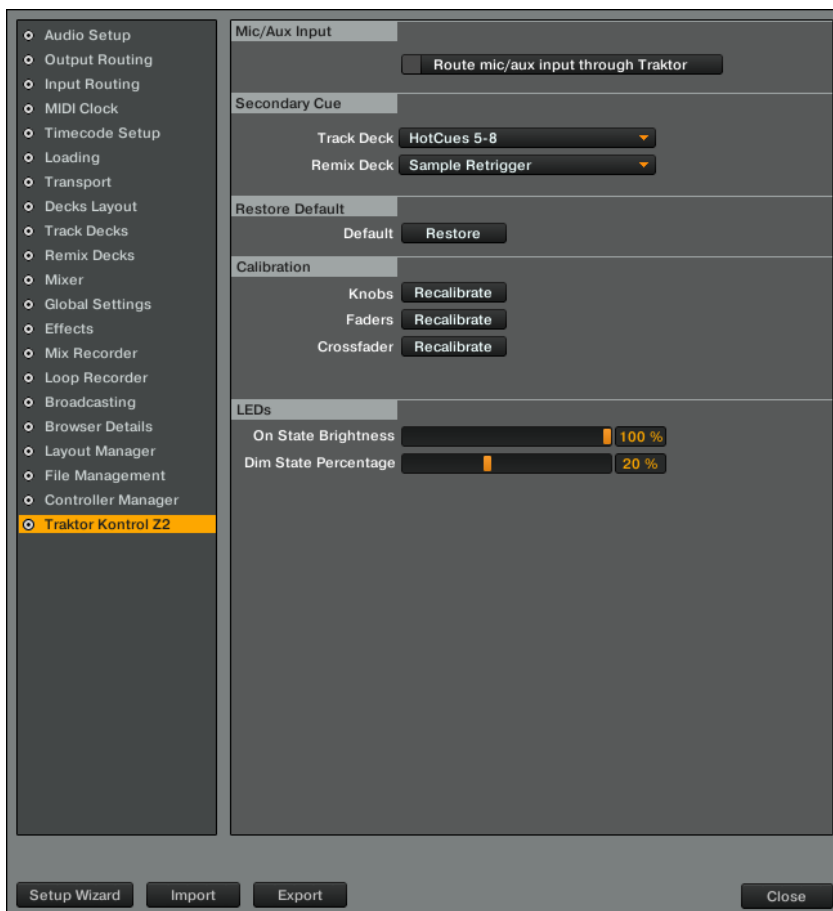 Audio Setup
Output Routing
Input Routing
MIDI Clock
Timecode Setup
Loading
Transport
Decks Layout
Track Decks
Remix Decks
Mixer
Global Settings
Effects
Mix Recorder
Loop Recorder
Broadcasting
Browser Details
Layout Manager
File Management
Controller Manager
Traktor Kontrol Z2
Mic/Aux Input
Route mic/aux input through Traktor
Secondary Cue
Track Deck HotCues 5-8
Remix Deck Sample Retrigger
Restore Default
Default Restore
Calibration
Knobs Recalibrate
Faders Recalibrate
Crossfader Recalibrate
LEDs
On State Brightness 100 %
Dim State Percentage 20 %
Setup Wizard Import Export Close